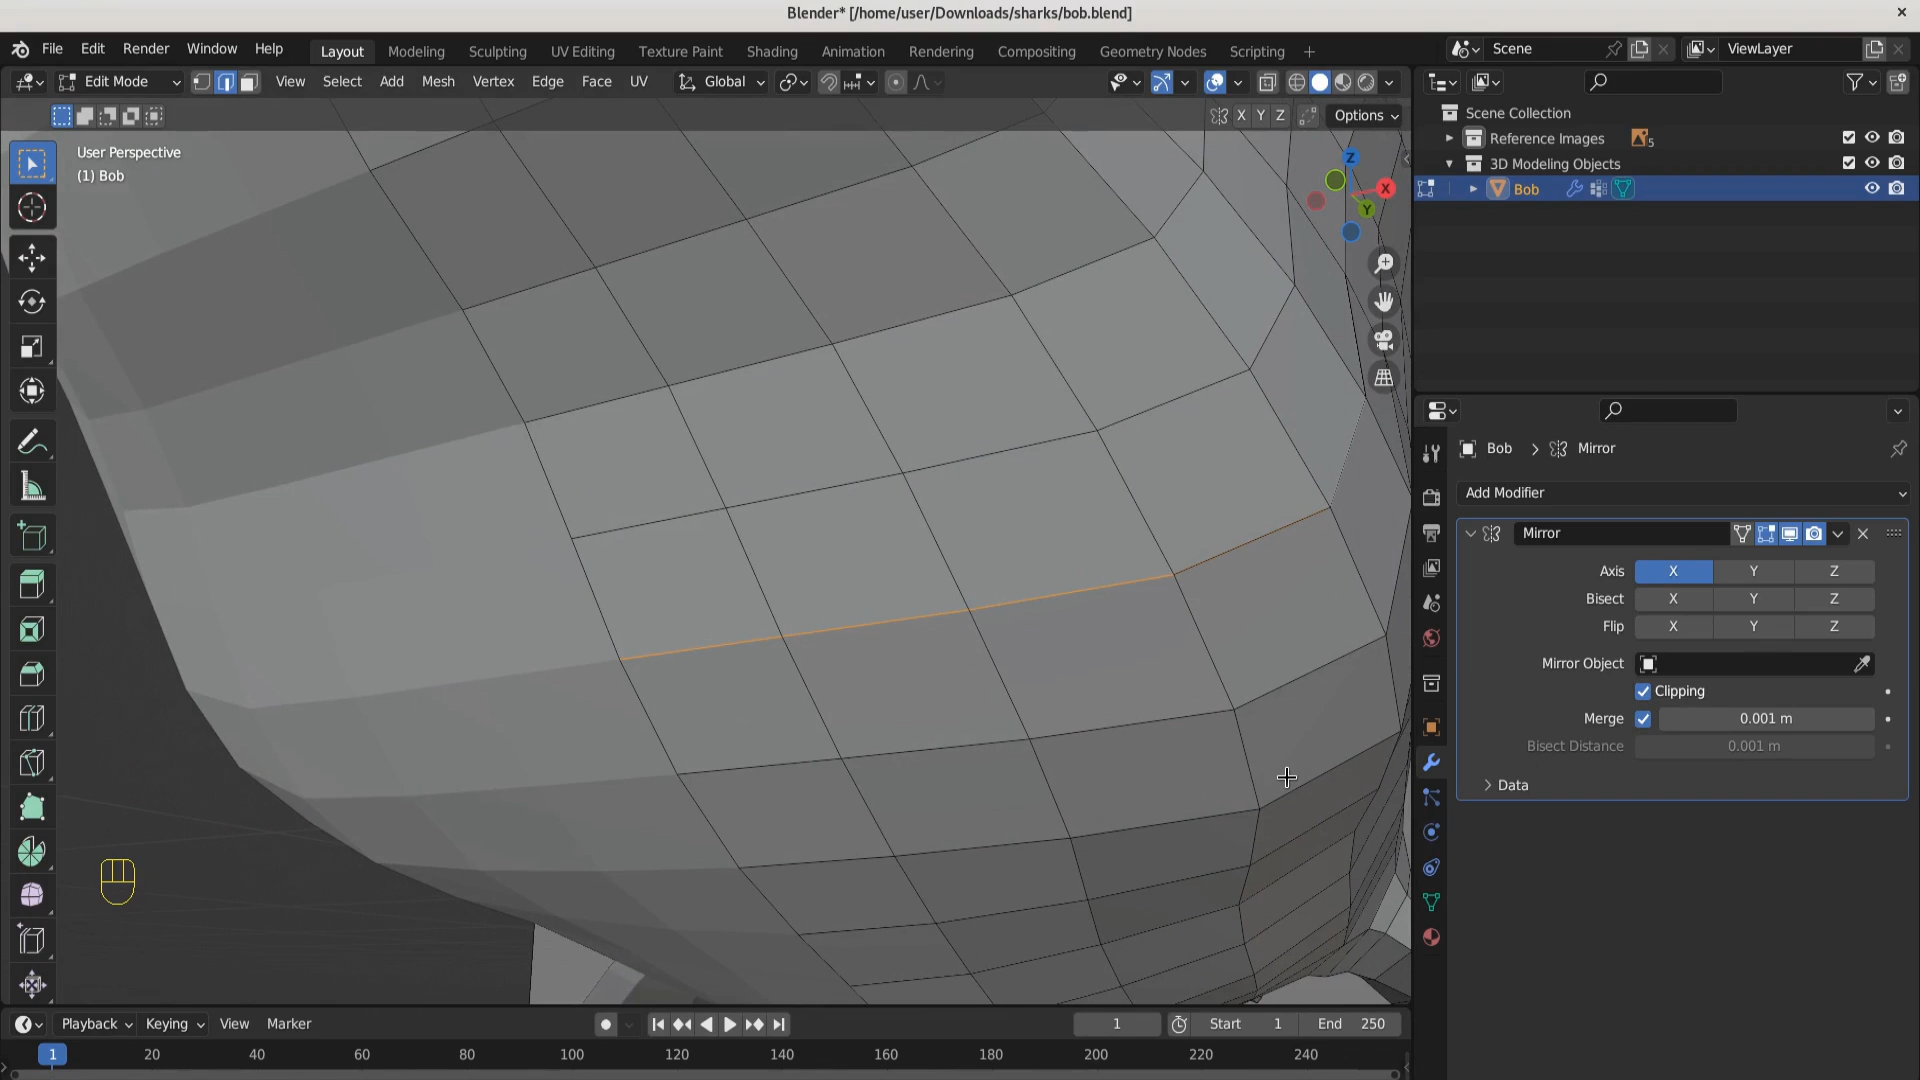 Blender* [/home/user/Downloads/sharks/bob.blend]
File Edit Render Window Help
Layout Modeling Sculpting UV Editing Texture Paint Shading Animation Rendering Compositing Geometry Nodes Scripting
Scene
ViewLayer
Edit Mode
View Select Add Mesh Vertex Edge Face UV
Global
X Y Z
Options
User Perspective
(1) Bob
Z
X
Y
Scene Collection
Reference Images
5
3D Modeling Objects
Bob
Bob
Mirror
Add Modifier
Mirror
Axis X Y Z
Bisect X Y Z
Flip X Y Z
Mirror Object
Clipping
Merge 0.001 m
Bisect Distance 0.001 m
Data
Playback Keying View Marker
1
Start 1
End 250
1 20 40 60 80 100 120 140 160 180 200 220 240